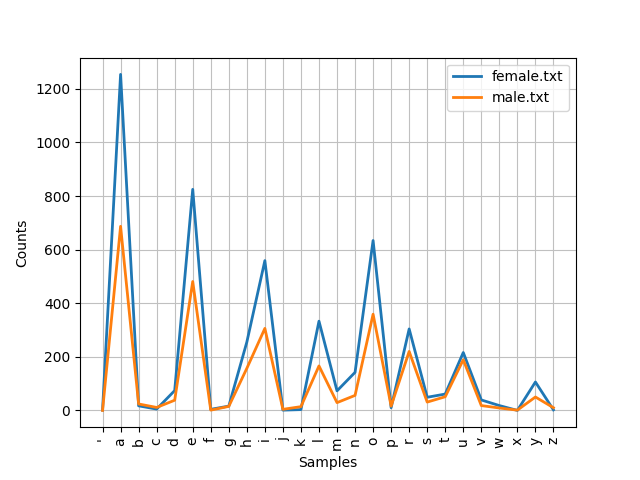 female.txt
male.txt
1200
1000
800
600
400
200
0
Counts
' a b c d e f g h i j k l m n o p r s t u v w x y z
Samples